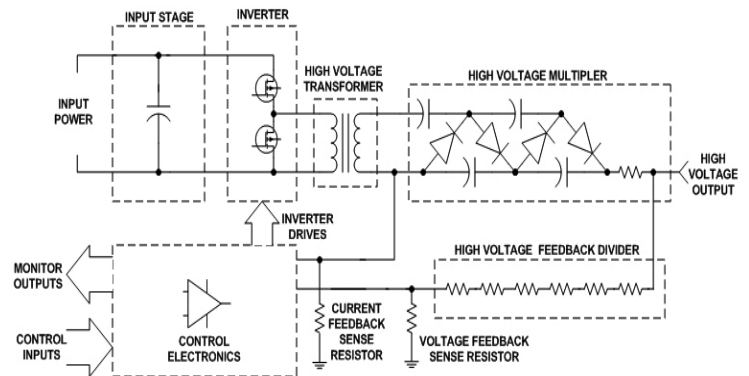 INPUT STAGE
INVERTER
HIGH VOLTAGE
TRANSFORMER
HIGH VOLTAGE MULTIPLER
INPUT
POWER
HIGH
VOLTAGE
OUTPUT
INVERTER
DRIVES
HIGH VOLTAGE FEEDBACK DIVIDER
MONITOR
OUTPUTS
CONTROL
INPUTS
CONTROL
ELECTRONICS
CURRENT
FEEDBACK
SENSE
RESISTOR
VOLTAGE FEEDBACK
SENSE RESISTOR